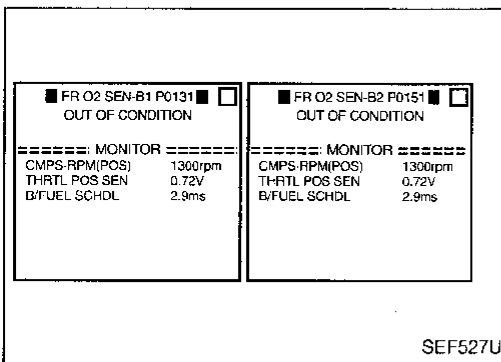 ■ FR O2 SEN-B1 P0131 ■ □
OUT OF CONDITION
======: MONITOR ======:
CMPS-RPM(POS) 1300rpm
THRTL POS SEN 0.72V
B/FUEL SCHDL 2.9ms
■ FR O2 SEN-B2 P0151 ■ □
OUT OF CONDITION
======: MONITOR ======
CMPS-RPM(POS) 1300rpm
THRTL POS SEN 0.72V
B/FUEL SCHDL 2.9ms
SEF527U